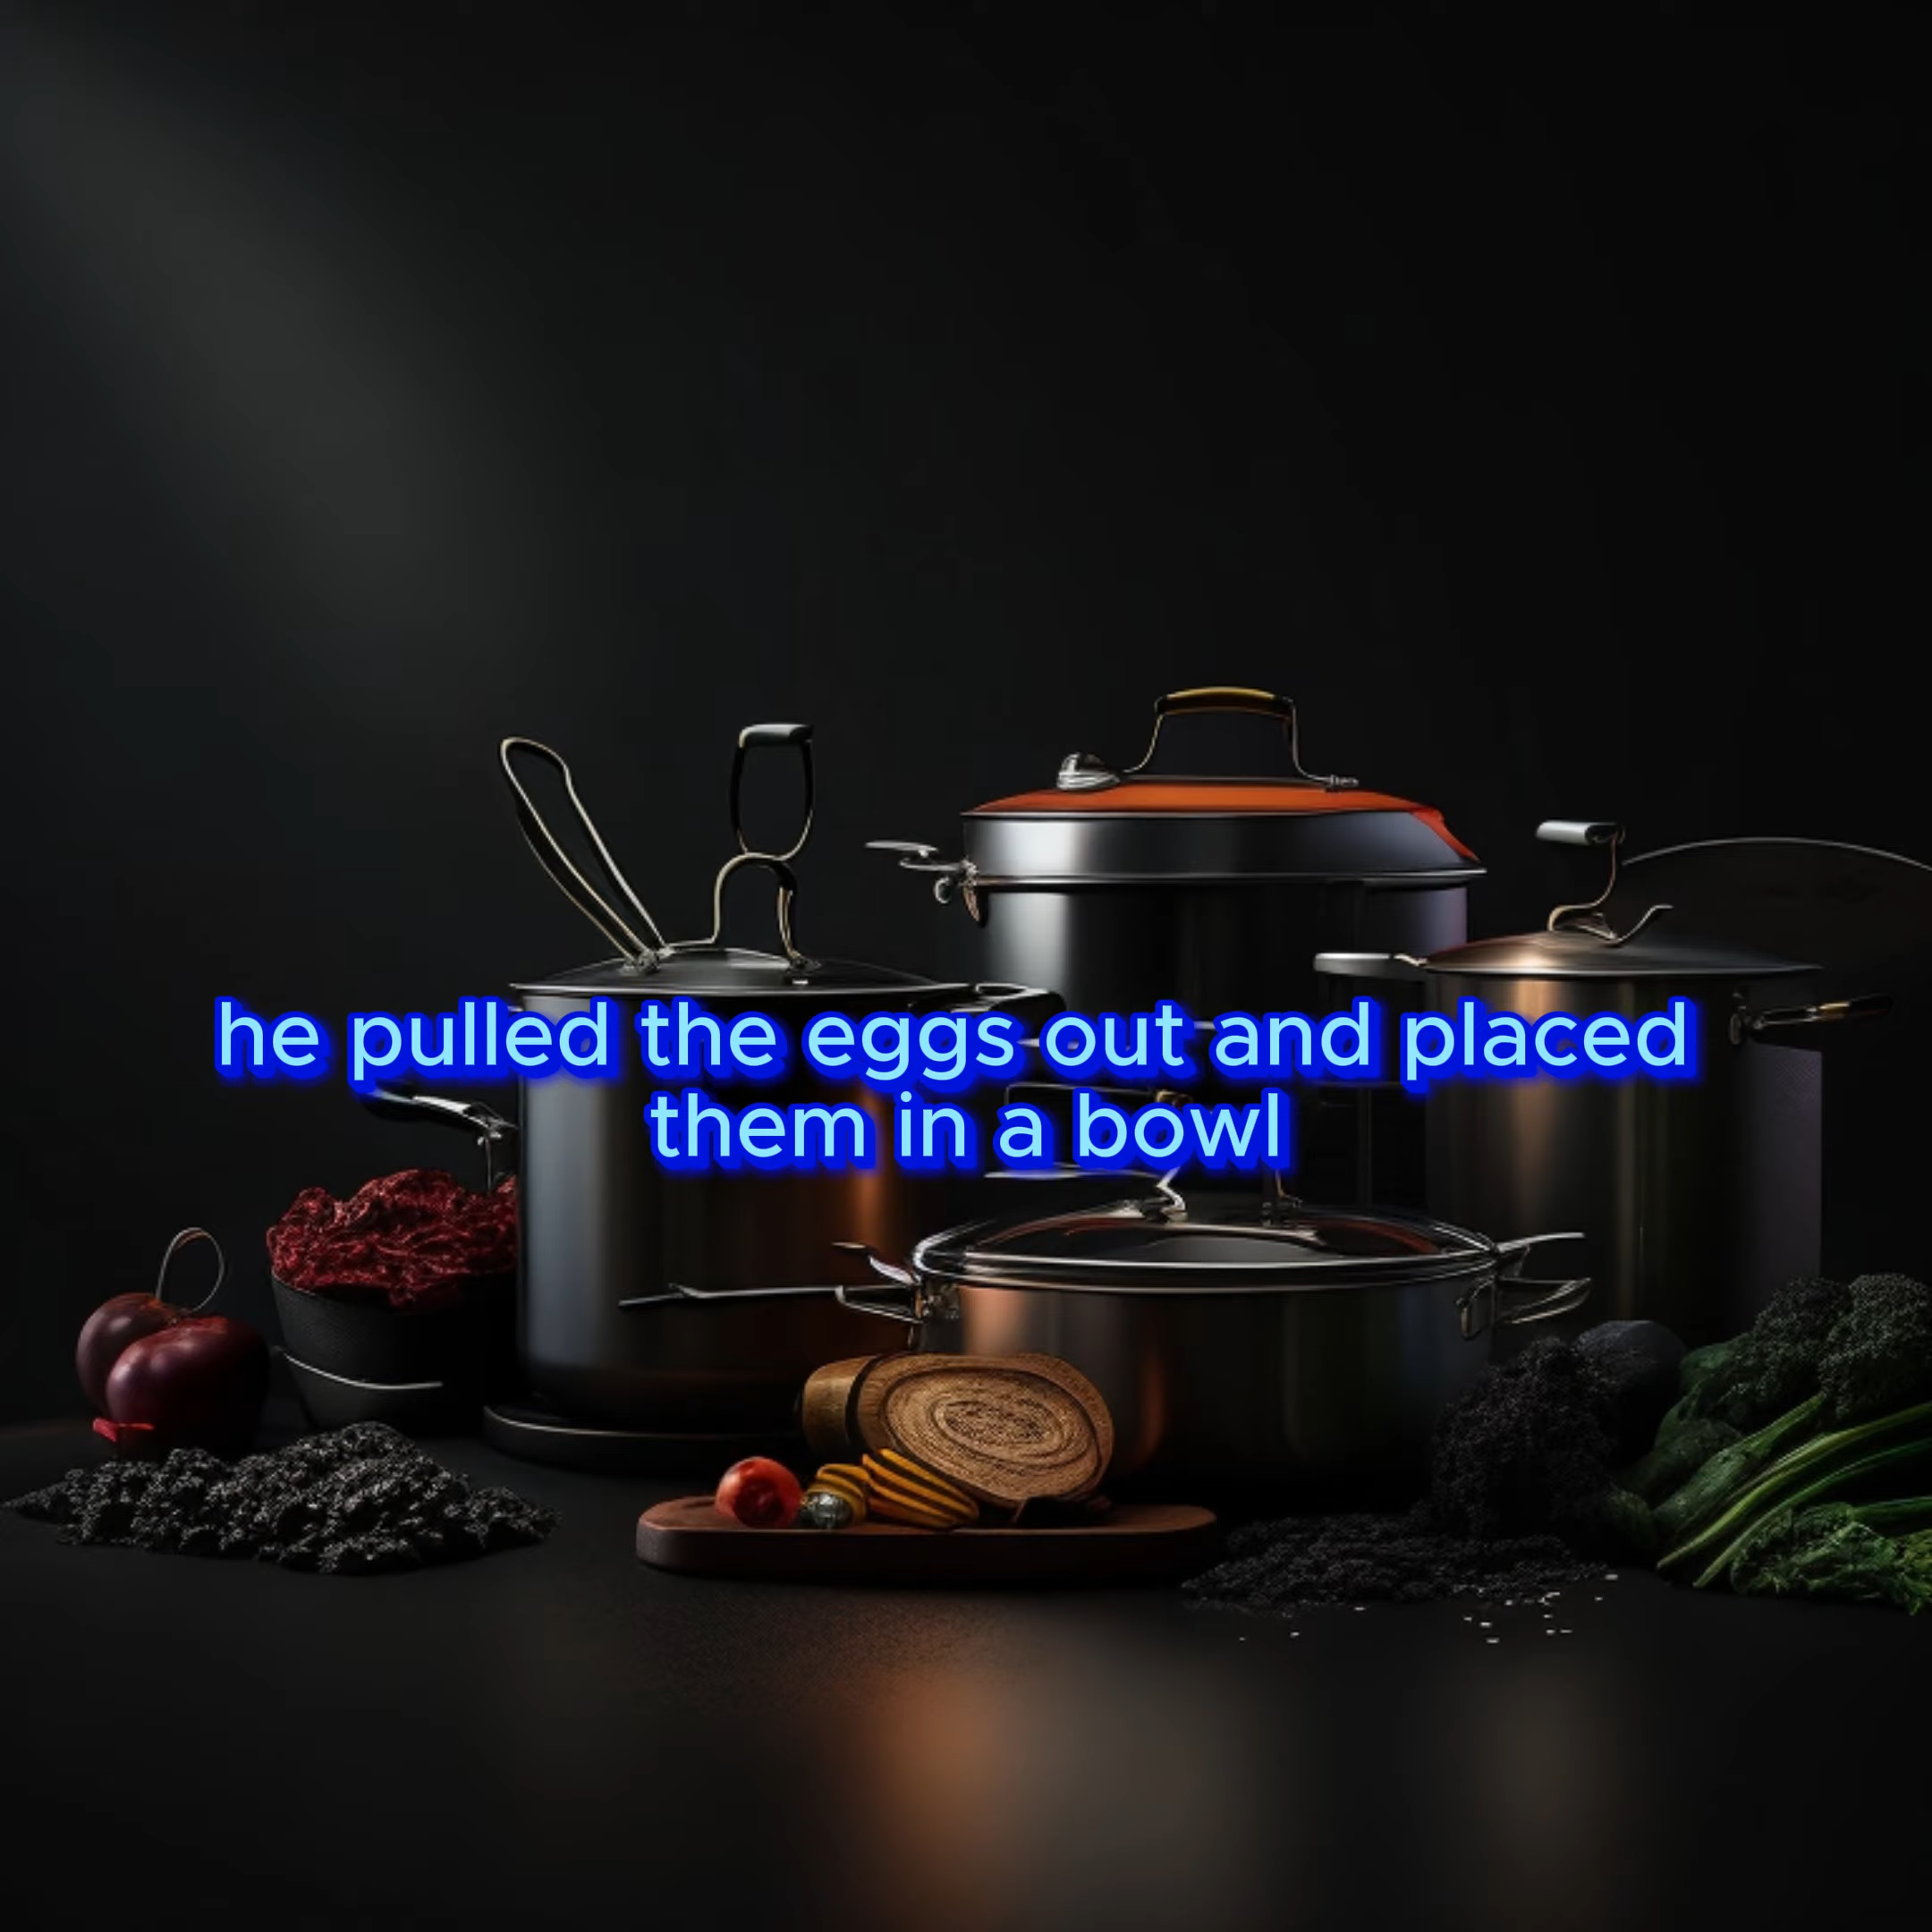 he pulled the eggs out and placed
them in a bowl